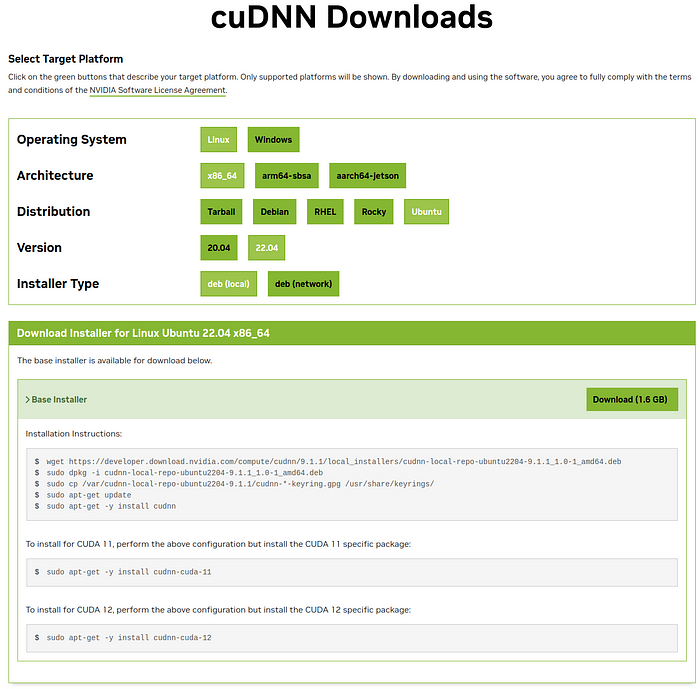 cuDNN Downloads
Select Target Platform
Click on the green buttons that describe your target platform. Only supported platforms will be shown. By downloading and using the software, you agree to fully comply with the terms
and conditions of the NVIDIA Software License Agreement.
Operating System Linux Windows
Architecture x86_64 arm64-sbsa aarch64-jetson
Distribution Tarball Debian RHEL Rocky Ubuntu
Version 20.04 22.04
Installer Type deb (local) deb (network)
Download Installer for Linux Ubuntu 22.04 x86_64
The base installer is available for download below.
> Base Installer Download (1.6 GB)
Installation Instructions:
$ wget https://developer.download.nvidia.com/compute/cudnn/9.1.1/local_installers/cudnn-local-repo-ubuntu2204-9.1.1_1.0-1_amd64.deb
$ sudo dpkg -i cudnn-local-repo-ubuntu2204-9.1.1_1.0-1_amd64.deb
$ sudo cp /var/cudnn-local-repo-ubuntu2204-9.1.1/cudnn-*-keyring.gpg /usr/share/keyrings/
$ sudo apt-get update
$ sudo apt-get -y install cudnn
To install for CUDA 11, perform the above configuration but install the CUDA 11 specific package:
$ sudo apt-get -y install cudnn-cuda-11
To install for CUDA 12, perform the above configuration but install the CUDA 12 specific package:
$ sudo apt-get -y install cudnn-cuda-12